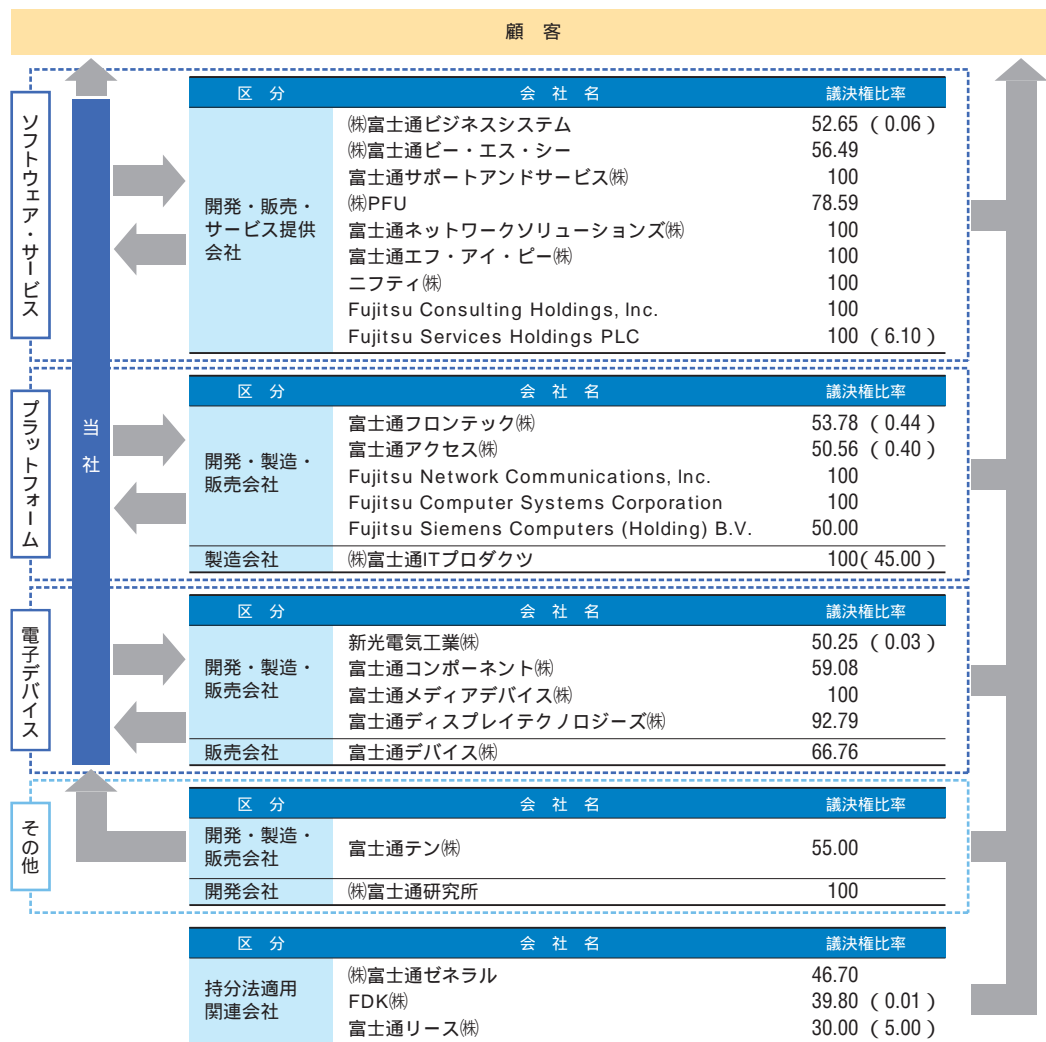 顧 客
ソフトウェア・サービス
区 分 会 社 名 議決権比率
開発・販売・
サービス提供
会社
㈱富士通ビジネスシステム 52.65 ( 0.06 )
㈱富士通ビー・エス・シー 56.49
富士通サポートアンドサービス㈱ 100
㈱PFU 78.59
富士通ネットワークソリューションズ㈱ 100
富士通エフ・アイ・ピー㈱ 100
ニフティ㈱ 100
Fujitsu Consulting Holdings, Inc. 100
Fujitsu Services Holdings PLC 100 ( 6.10 )
当 社
プラットフォーム
区 分 会 社 名 議決権比率
開発・製造・
販売会社
富士通フロンテック㈱ 53.78 ( 0.44 )
富士通アクセス㈱ 50.56 ( 0.40 )
Fujitsu Network Communications, Inc. 100
Fujitsu Computer Systems Corporation 100
Fujitsu Siemens Computers (Holding) B.V. 50.00
製造会社 ㈱富士通ITプロダクツ 100( 45.00 )
電子デバイス
区 分 会 社 名 議決権比率
開発・製造・
販売会社
新光電気工業㈱ 50.25 ( 0.03 )
富士通コンポーネント㈱ 59.08
富士通メディアデバイス㈱ 100
富士通ディスプレイテクノロジーズ㈱ 92.79
販売会社 富士通デバイス㈱ 66.76
その他
区 分 会 社 名 議決権比率
開発・製造・
販売会社
富士通テン㈱ 55.00
開発会社 ㈱富士通研究所 100
区 分 会 社 名 議決権比率
持分法適用
関連会社
㈱富士通ゼネラル 46.70
FDK㈱ 39.80 ( 0.01 )
富士通リース㈱ 30.00 ( 5.00 )